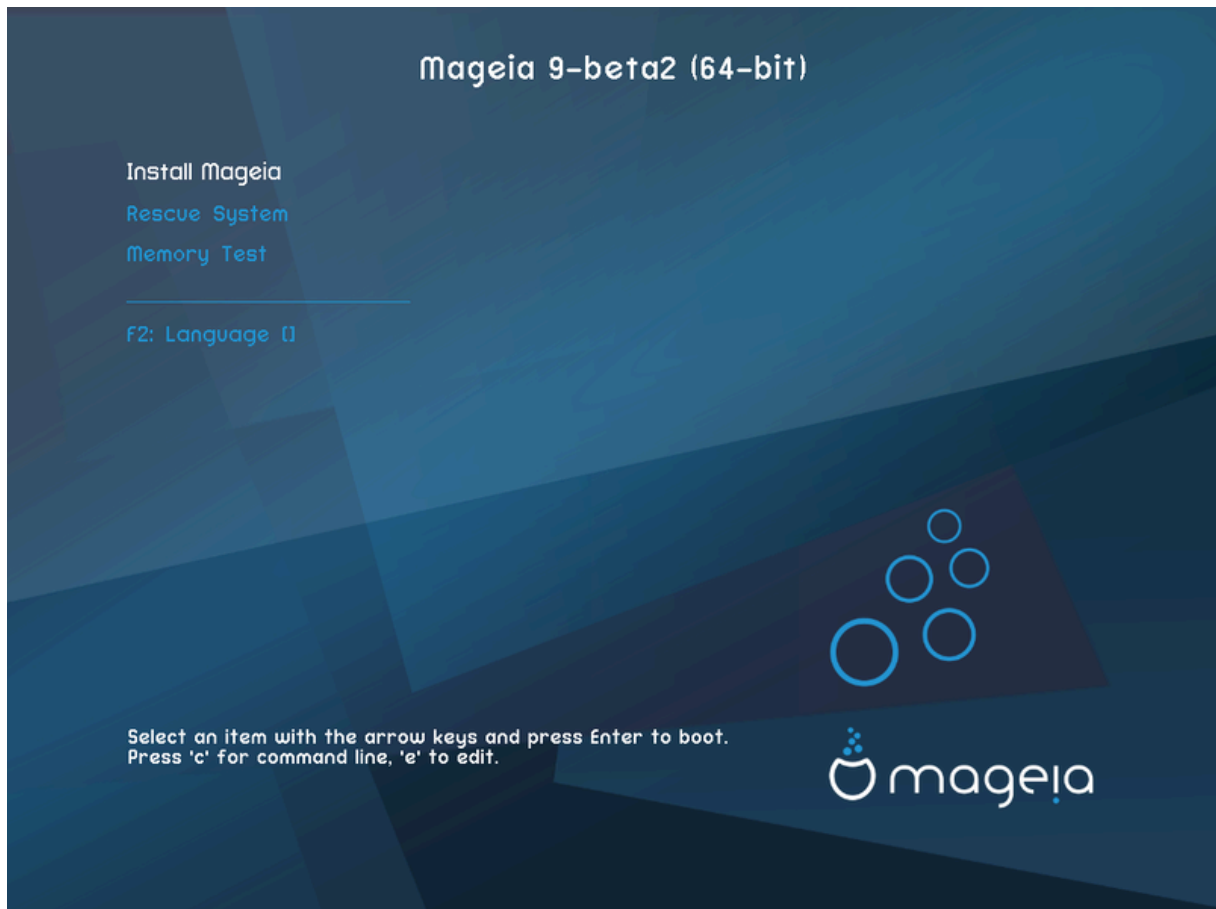 Mageia 9-beta2 (64-bit)
Install Mageia
Rescue System
Memory Test
F2: Language []
Select an item with the arrow keys and press Enter to boot.
Press 'c' for command line, 'e' to edit.
mageia